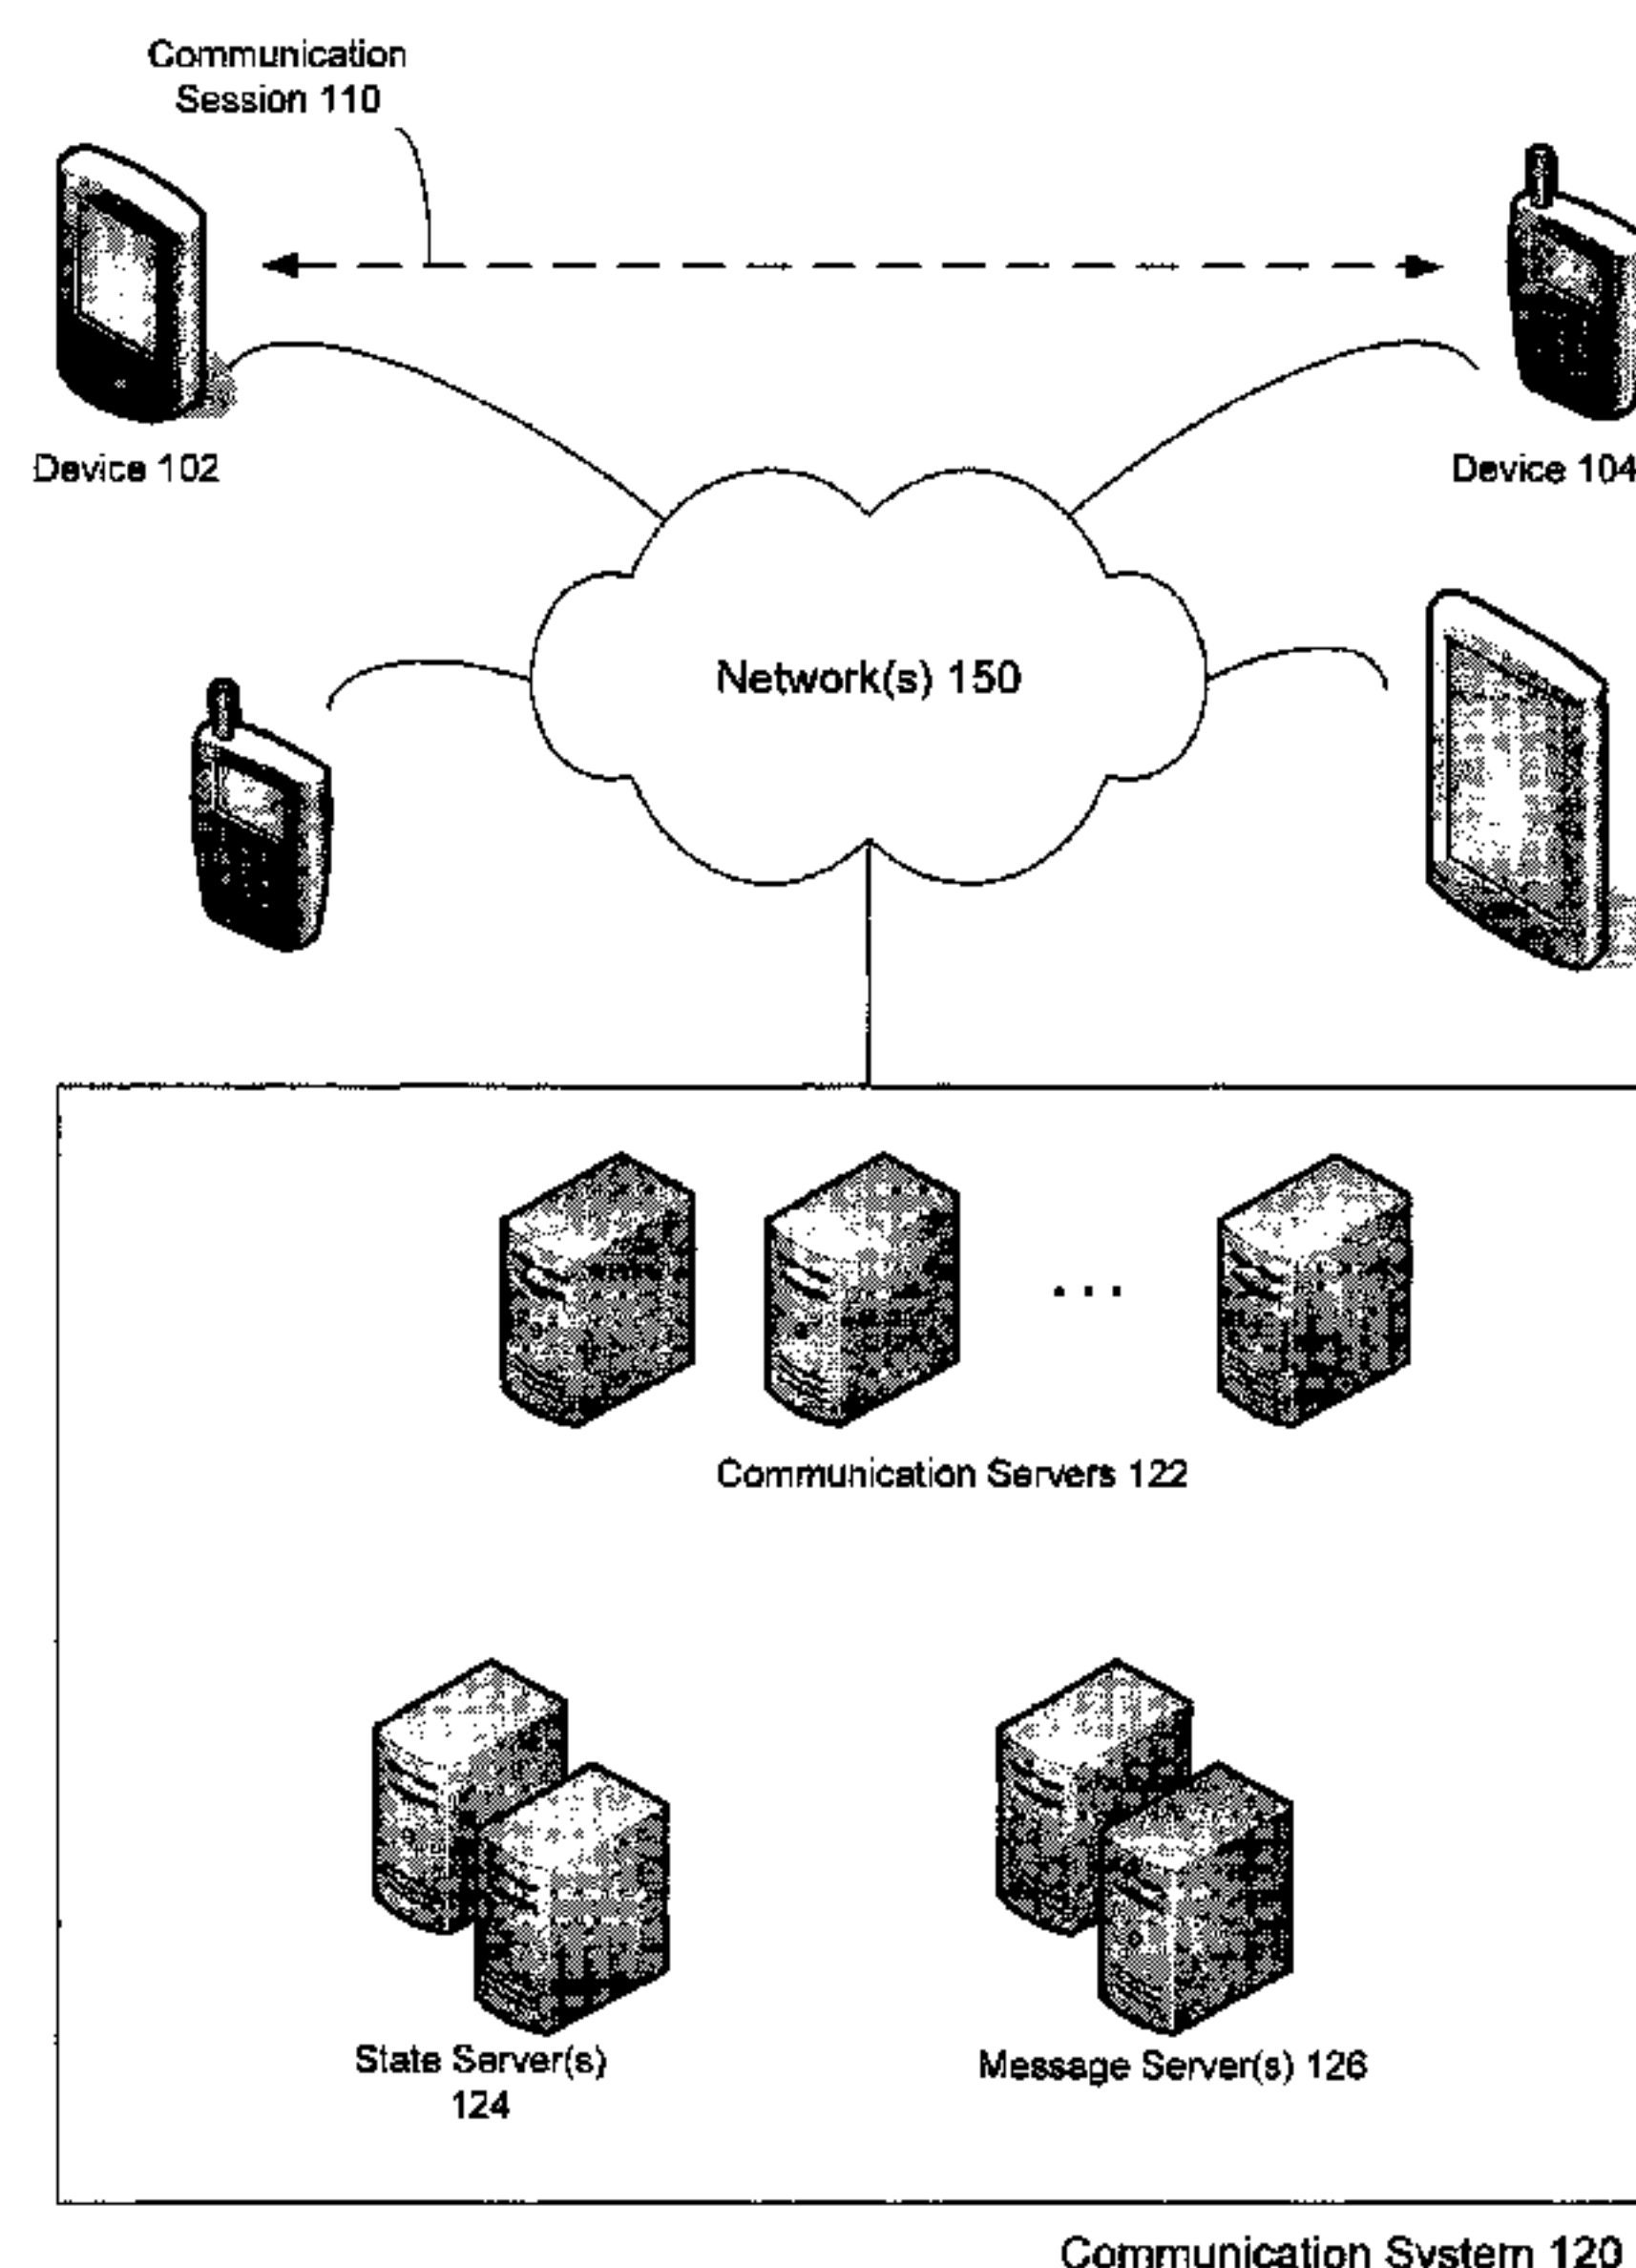 Communication
Session 110
Device 102
Device 104
Network(s) 150
Communication Servers 122
State Server(s)
124
Message Server(s) 126
Communication System 120